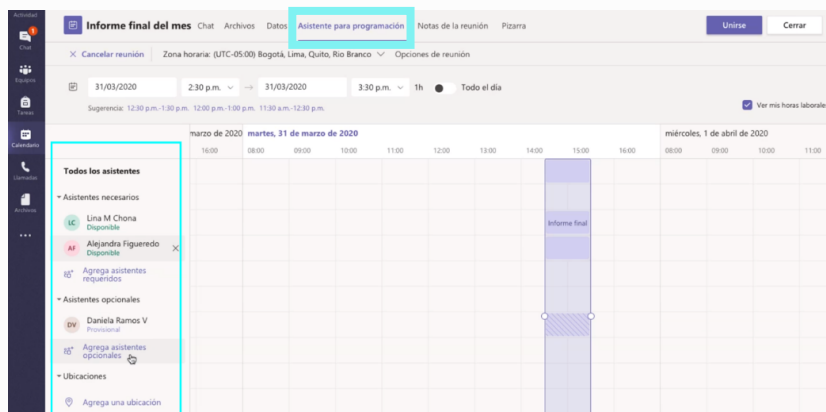 Actividad
Chat
Equipos
Tareas
Calendario
Llamadas
Archivos
Informe final del mes Chat Archivos Datos Asistente para programación Notas de la reunión Pizarra Unirse Cerrar
× Cancelar reunión Zona horaria: (UTC-05:00) Bogotá, Lima, Quito, Rio Branco Opciones de reunión
31/03/2020 2:30 p.m. → 31/03/2020 3:30 p.m. 1h Todo el día
Sugerencia: 12:30 p.m.-1:30 p.m. 12:00 p.m.-1:00 p.m. 11:30 a.m.-12:30 p.m. Ver mis horas laborale
marzo de 2020 martes, 31 de marzo de 2020 miércoles, 1 de abril de 2020
16:00 08:00 09:00 10:00 11:00 12:00 13:00 14:00 15:00 16:00 08:00 09:00 10:00 11:00
Todos los asistentes
Asistentes necesarios
LC Lina M Chona
Disponible
Informe final
AF Alejandra Figueredo ×
Disponible
Agrega asistentes
requeridos
Asistentes opcionales
DV Daniela Ramos V
Provisional
Agrega asistentes
opcionales
Ubicaciones
Agrega una ubicación